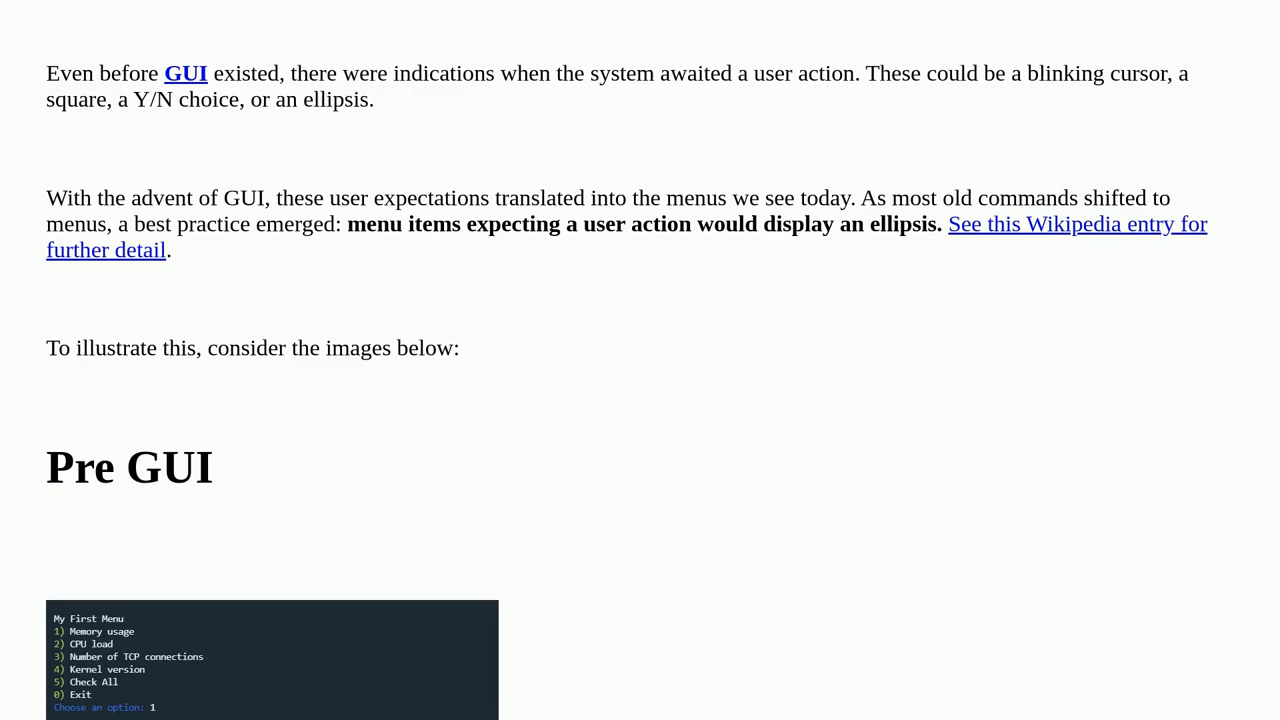 Even before GUI existed, there were indications when the system awaited a user action. These could be a blinking cursor, a
square, a Y/N choice, or an ellipsis.
With the advent of GUI, these user expectations translated into the menus we see today. As most old commands shifted to
menus, a best practice emerged: menu items expecting a user action would display an ellipsis. See this Wikipedia entry for
further detail.
To illustrate this, consider the images below:
Pre GUI
My First Menu
1) Memory usage
2) CPU load
3) Number of TCP connections
4) Kernel version
5) Check All
0) Exit
Choose an option: 1